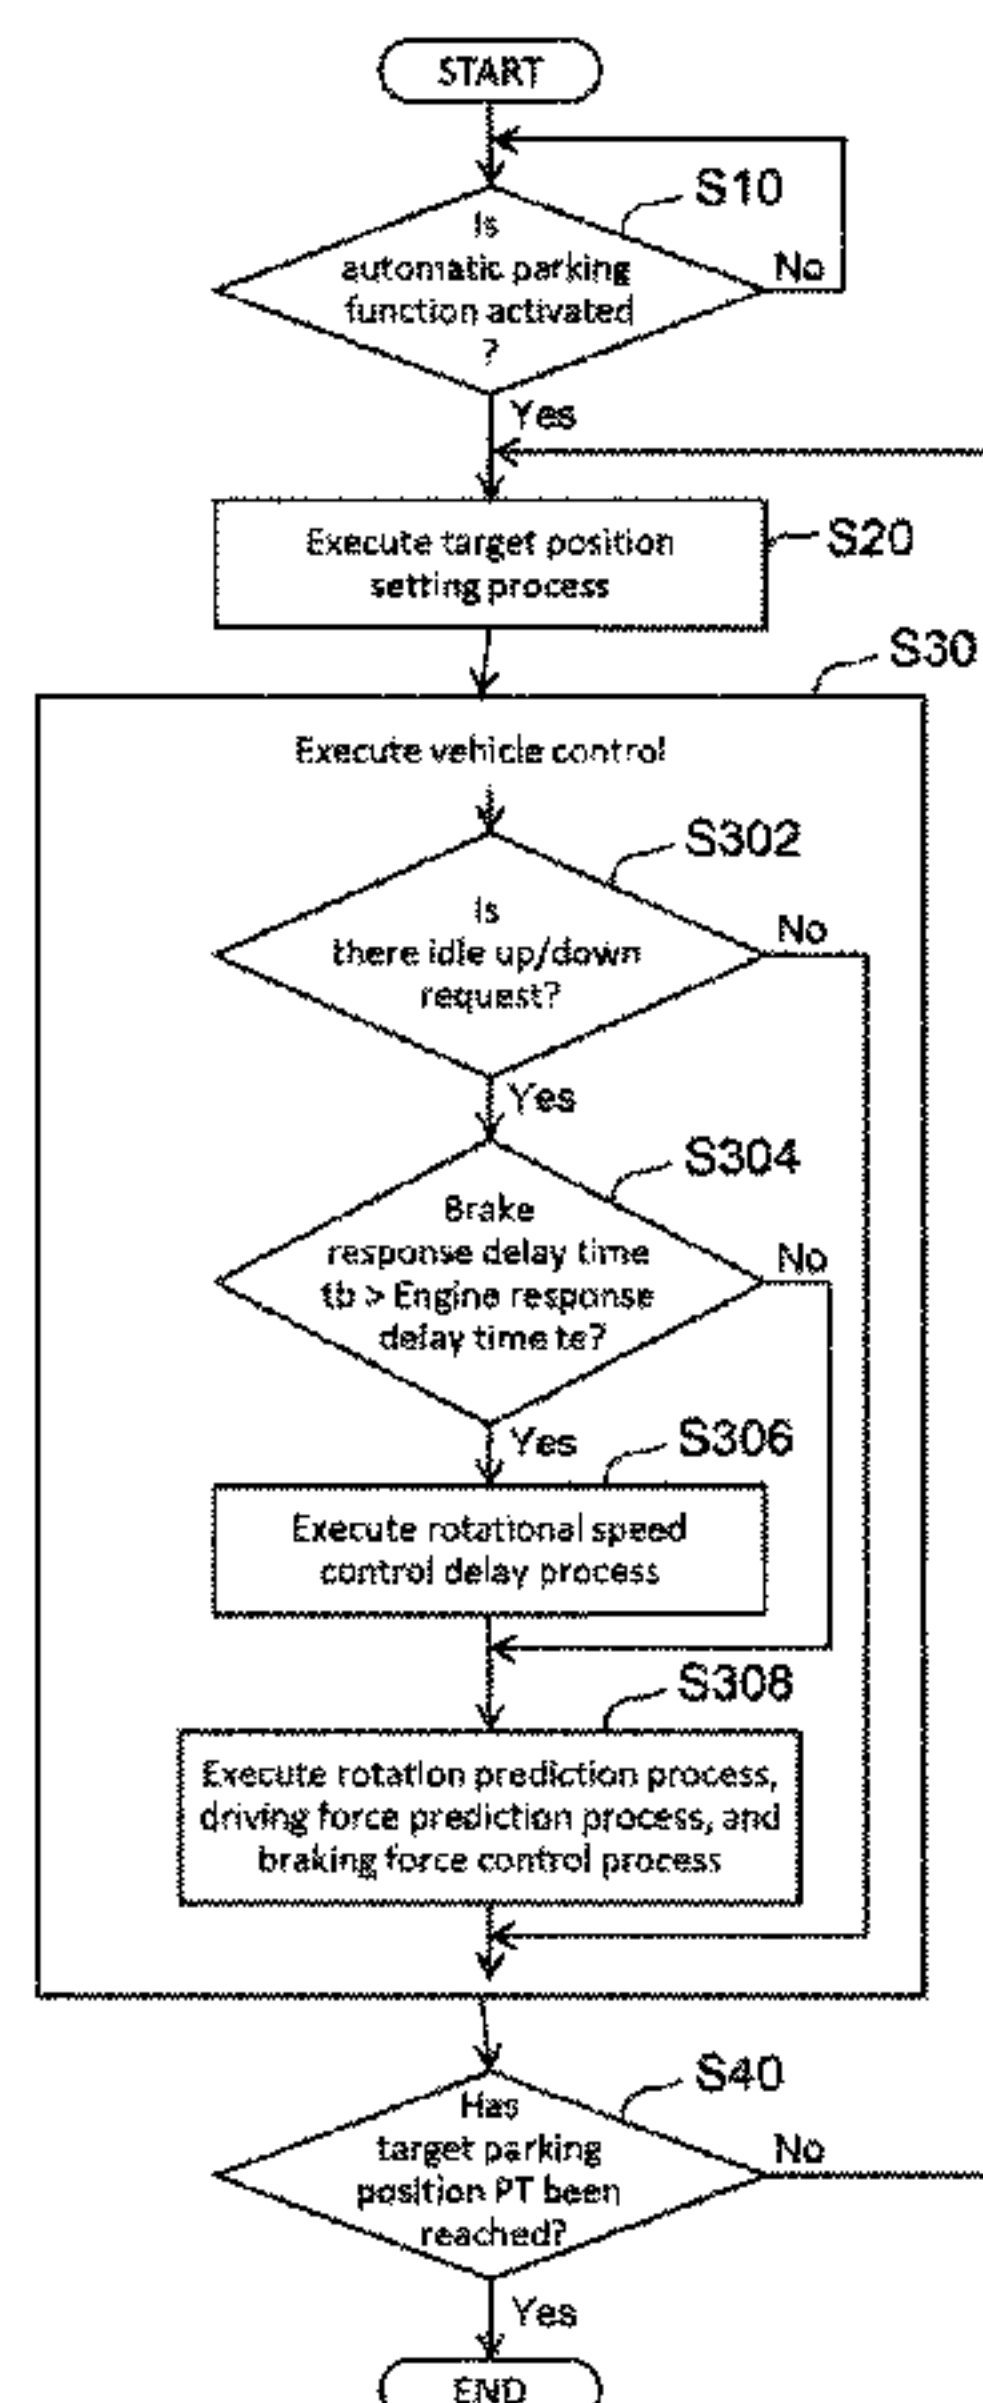 START
S10
Is
automatic parking
function activated
?
No
Yes
Execute target position
setting process
S20
S30
Execute vehicle control
S302
Is
there idle up/down
request?
No
Yes
S304
Brake
response delay time
tb > Engine response
delay time te?
No
Yes
S306
Execute rotational speed
control delay process
S308
Execute rotation prediction process,
driving force prediction process, and
braking force control process
S40
Has
target parking
position PT been
reached?
No
Yes
END